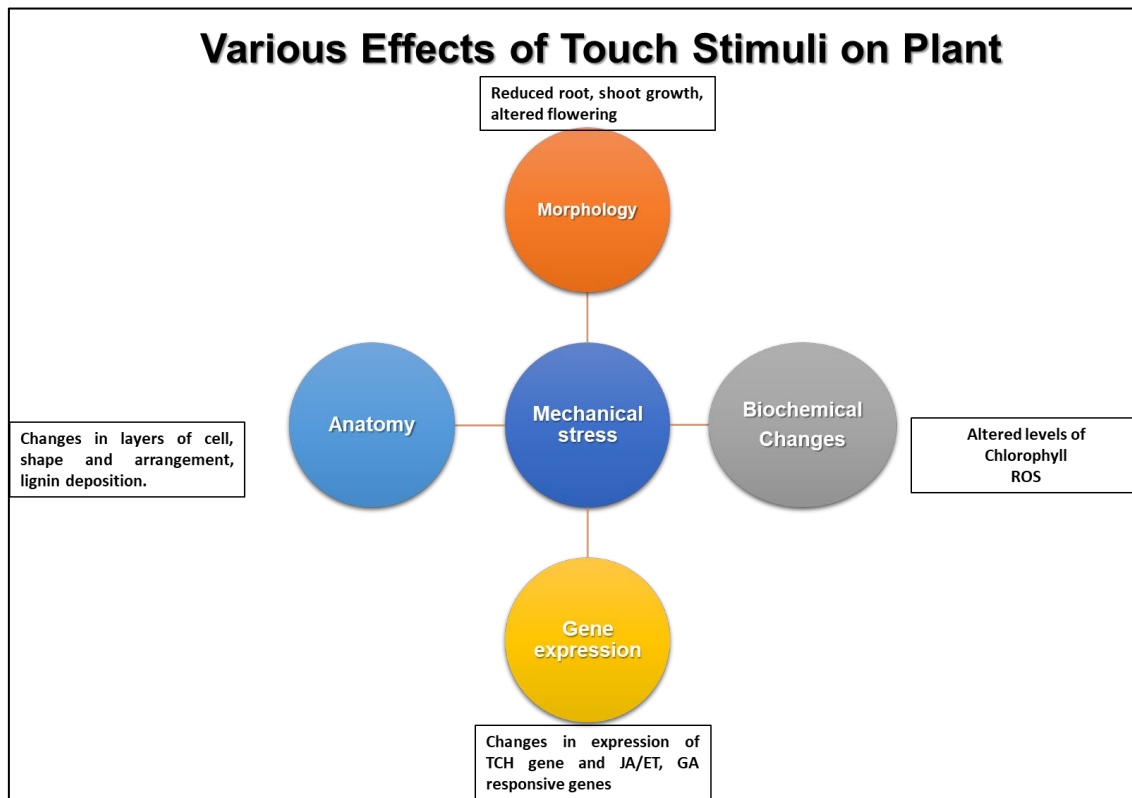 Various Effects of Touch Stimuli on Plant
Reduced root, shoot growth,
altered flowering
Morphology
Anatomy
Mechanical
stress
Biochemical
Changes
Changes in layers of cell,
shape and arrangement,
lignin deposition.
Altered levels of
Chlorophyll
ROS
Gene
expression
Changes in expression of
TCH gene and JA/ET, GA
responsive genes